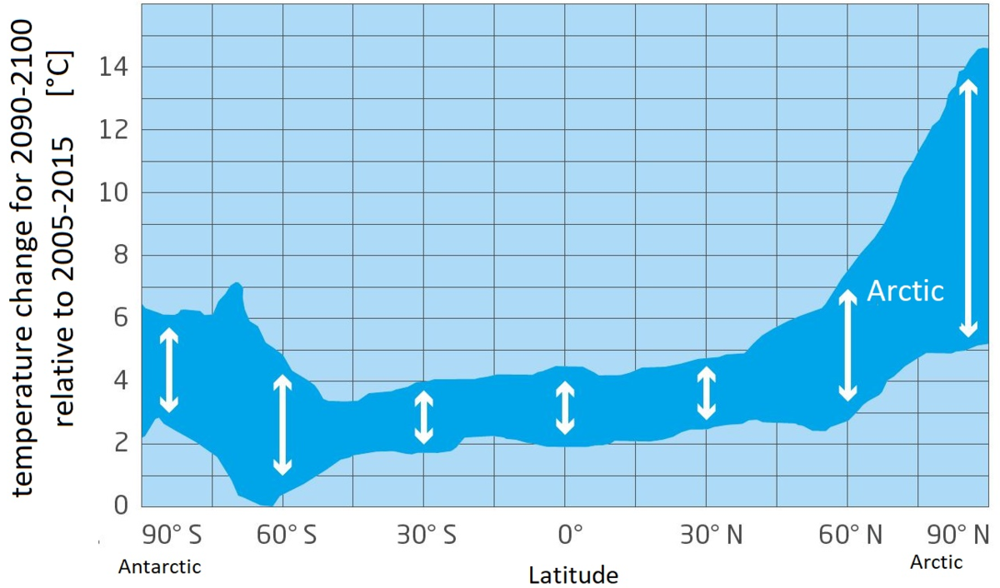 temperature change for 2090-2100
relative to 2005-2015 [°C]
14
12
10
8
6
4
2
0
Arctic
90° S
60° S
30° S
0°
30° N
60° N
90° N
Antarctic
Latitude
Arctic